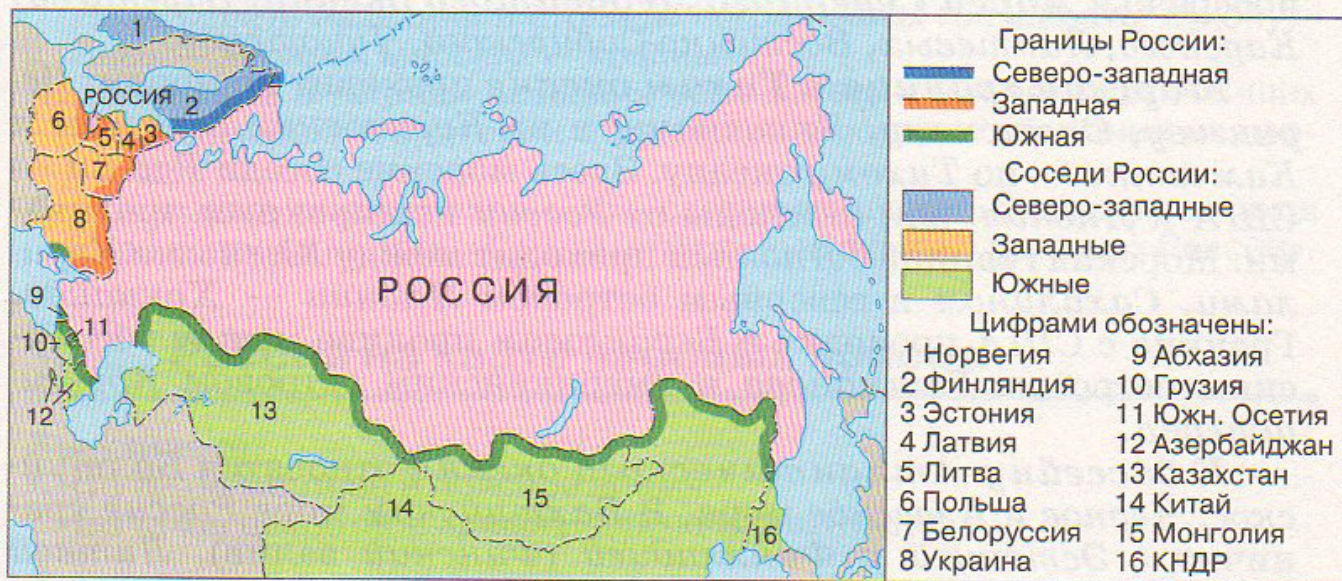 1
РОССИЯ
2
6
5
4
3
7
8
РОССИЯ
9
11
10
12
13
14
15
16
Границы России:
Северо-западная
Западная
Южная
Соседи России:
Северо-западные
Западные
Южные
Цифрами обозначены:
1 Норвегия
2 Финляндия
3 Эстония
4 Латвия
5 Литва
6 Польша
7 Белоруссия
8 Украина
9 Абхазия
10 Грузия
11 Южн. Осетия
12 Азербайджан
13 Казахстан
14 Китай
15 Монголия
16 КНДР